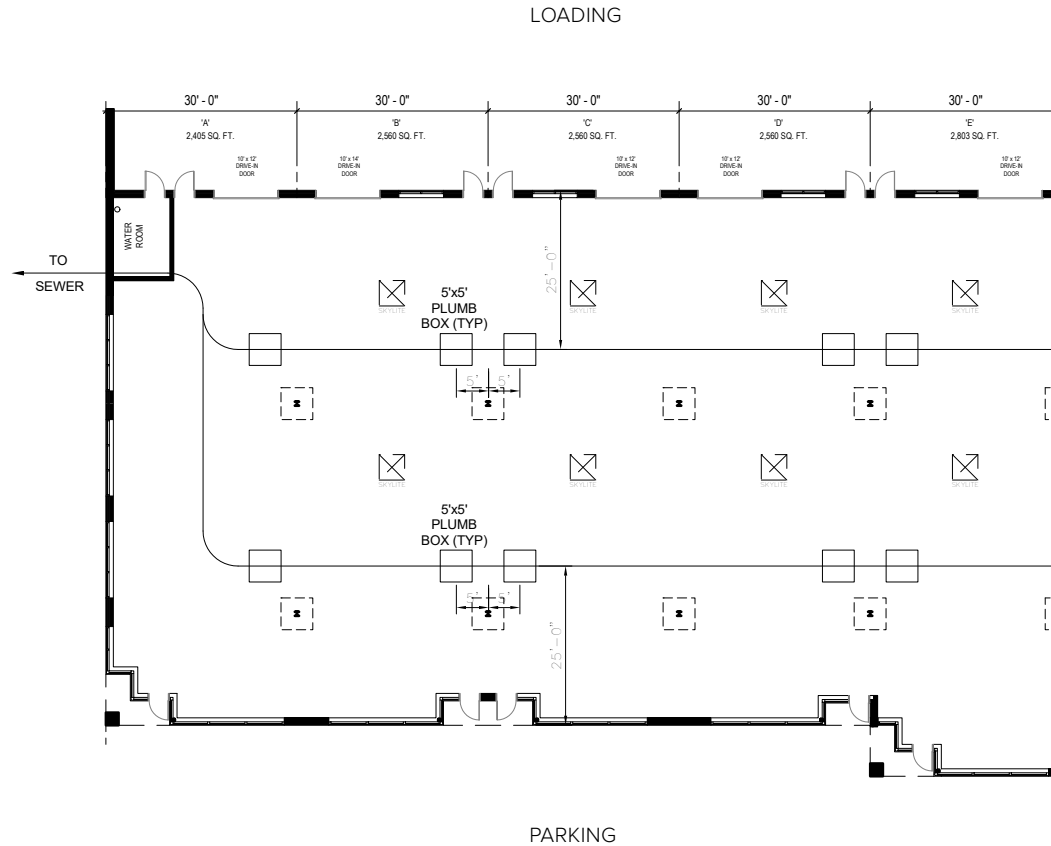 LOADING
30' - 0" 30' - 0" 30' - 0" 30' - 0" 30' - 0"
'A' 'B' 'C' 'D' 'E'
2,405 SQ. FT. 2,560 SQ. FT. 2,560 SQ. FT. 2,560 SQ. FT. 2,803 SQ. FT.
10' x 12' 10' x 14' 10' x 12' 10' x 12' 10' x 12'
DRIVE-IN DRIVE-IN DRIVE-IN DRIVE-IN DRIVE-IN
DOOR DOOR DOOR DOOR DOOR
WATER
ROOM
TO
SEWER
25'-0"
5'x5'
PLUMB
BOX (TYP)
SKYLITE SKYLITE SKYLITE SKYLITE
5' 5'
SKYLITE SKYLITE SKYLITE SKYLITE
5'x5'
PLUMB
BOX (TYP)
5' 5'
25'-0"
PARKING